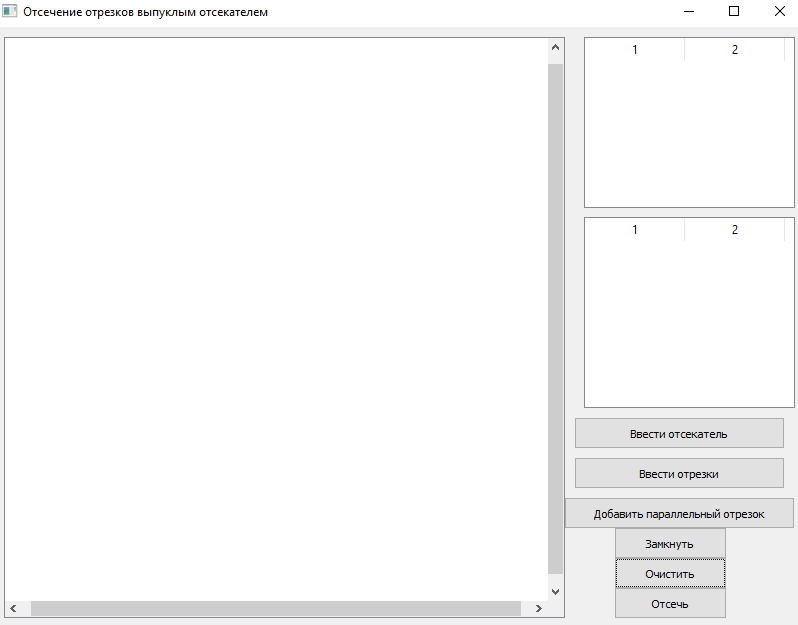 Отсечение отрезков выпуклым отсекателем
1 2
1 2
Ввести отсекатель
Ввести отрезки
Добавить параллельный отрезок
Замкнуть
Очистить
Отсечь